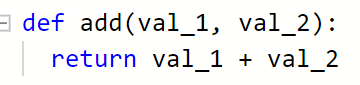 def add(val_1, val_2):
  return val_1 + val_2